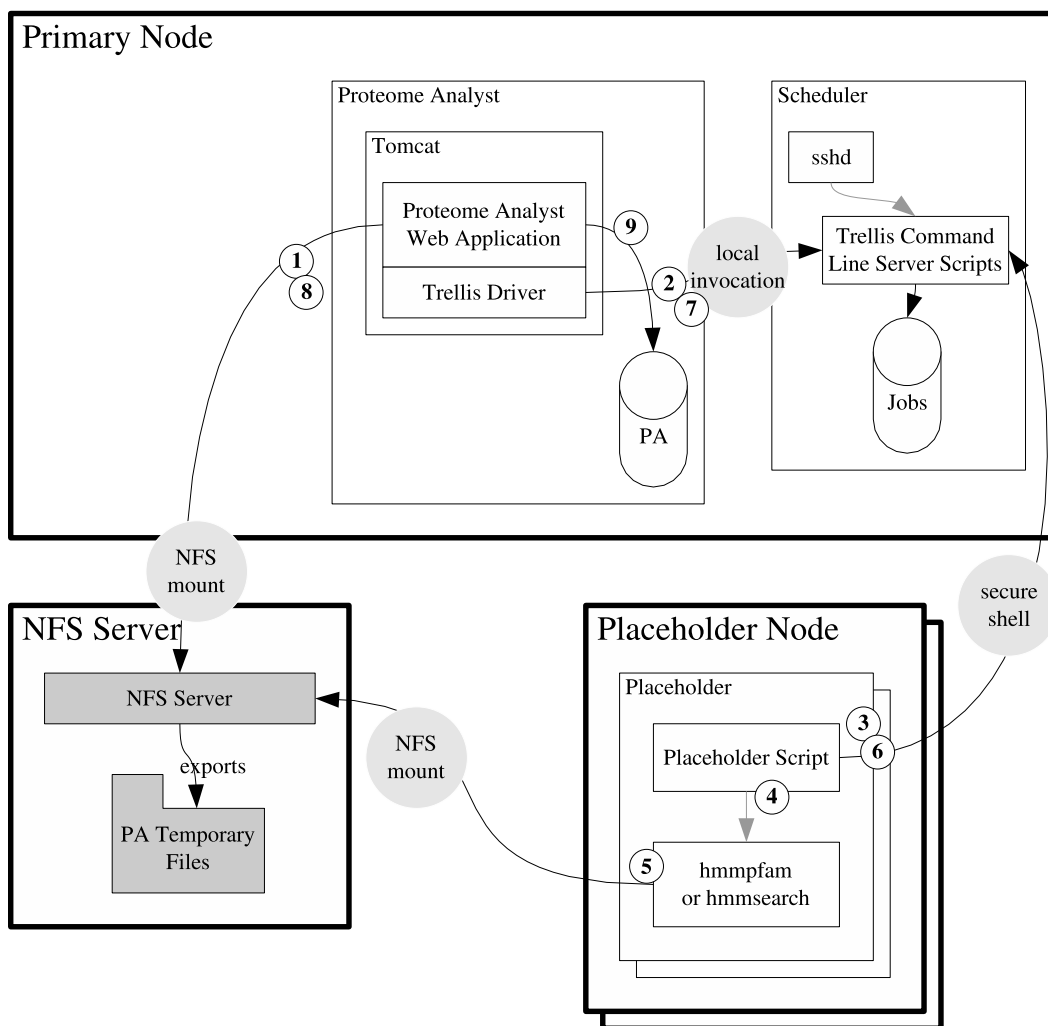 Primary Node
Proteome Analyst
Scheduler
Tomcat
sshd
Proteome Analyst
Web Application
9
Trellis Command
Line Server Scripts
local
invocation
1
8
Trellis Driver
2
7
Jobs
PA
NFS
mount
secure
shell
NFS Server
Placeholder Node
NFS Server
Placeholder
3
Placeholder Script
6
NFS
mount
exports
4
PA Temporary
Files
5
hmmpfam
or hmmsearch